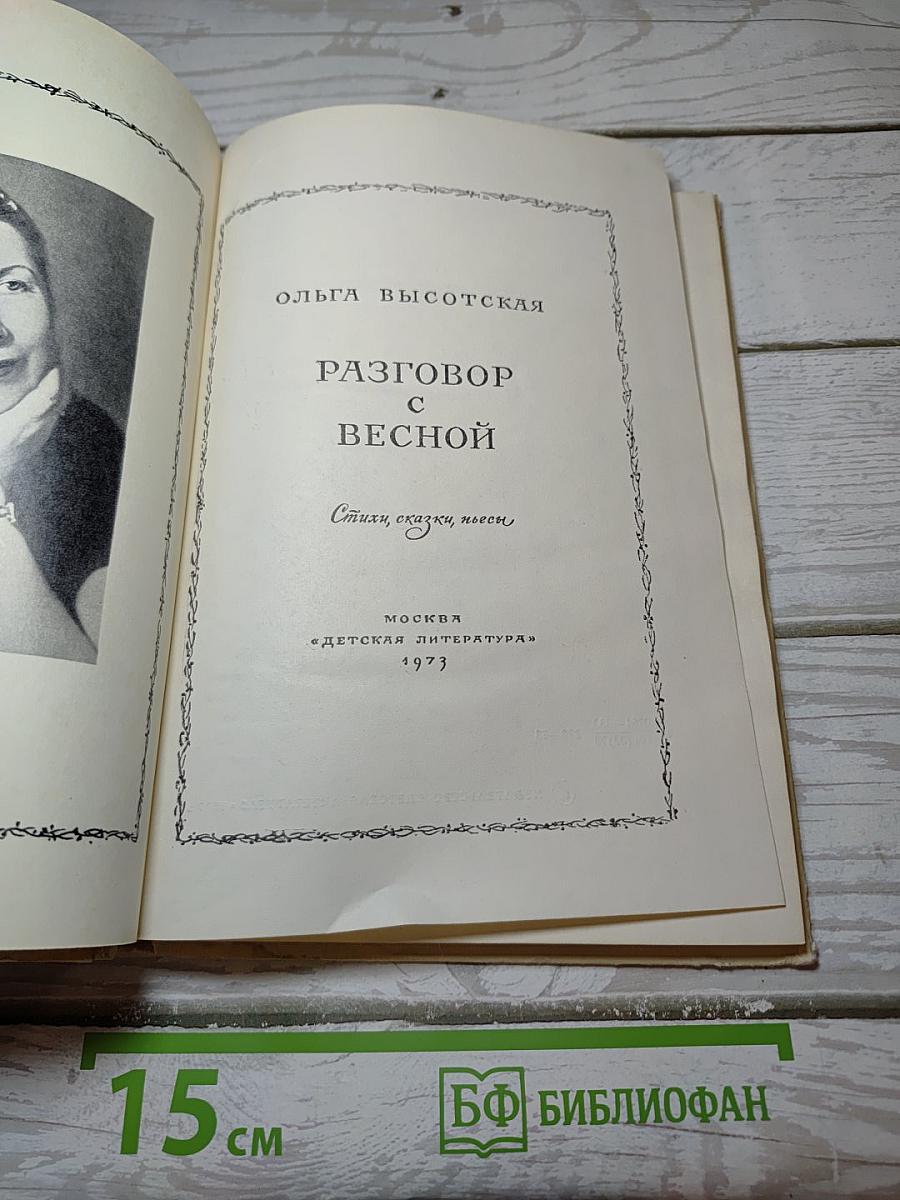 ОЛЬГА ВЫСОТСКАЯ
РАЗГОВОР
С
ВЕСНОЙ
Стихи, сказки, пьесы
МОСКВА
«ДЕТСКАЯ ЛИТЕРАТУРА»
1973
15 см
БФ БИБЛИОФАН